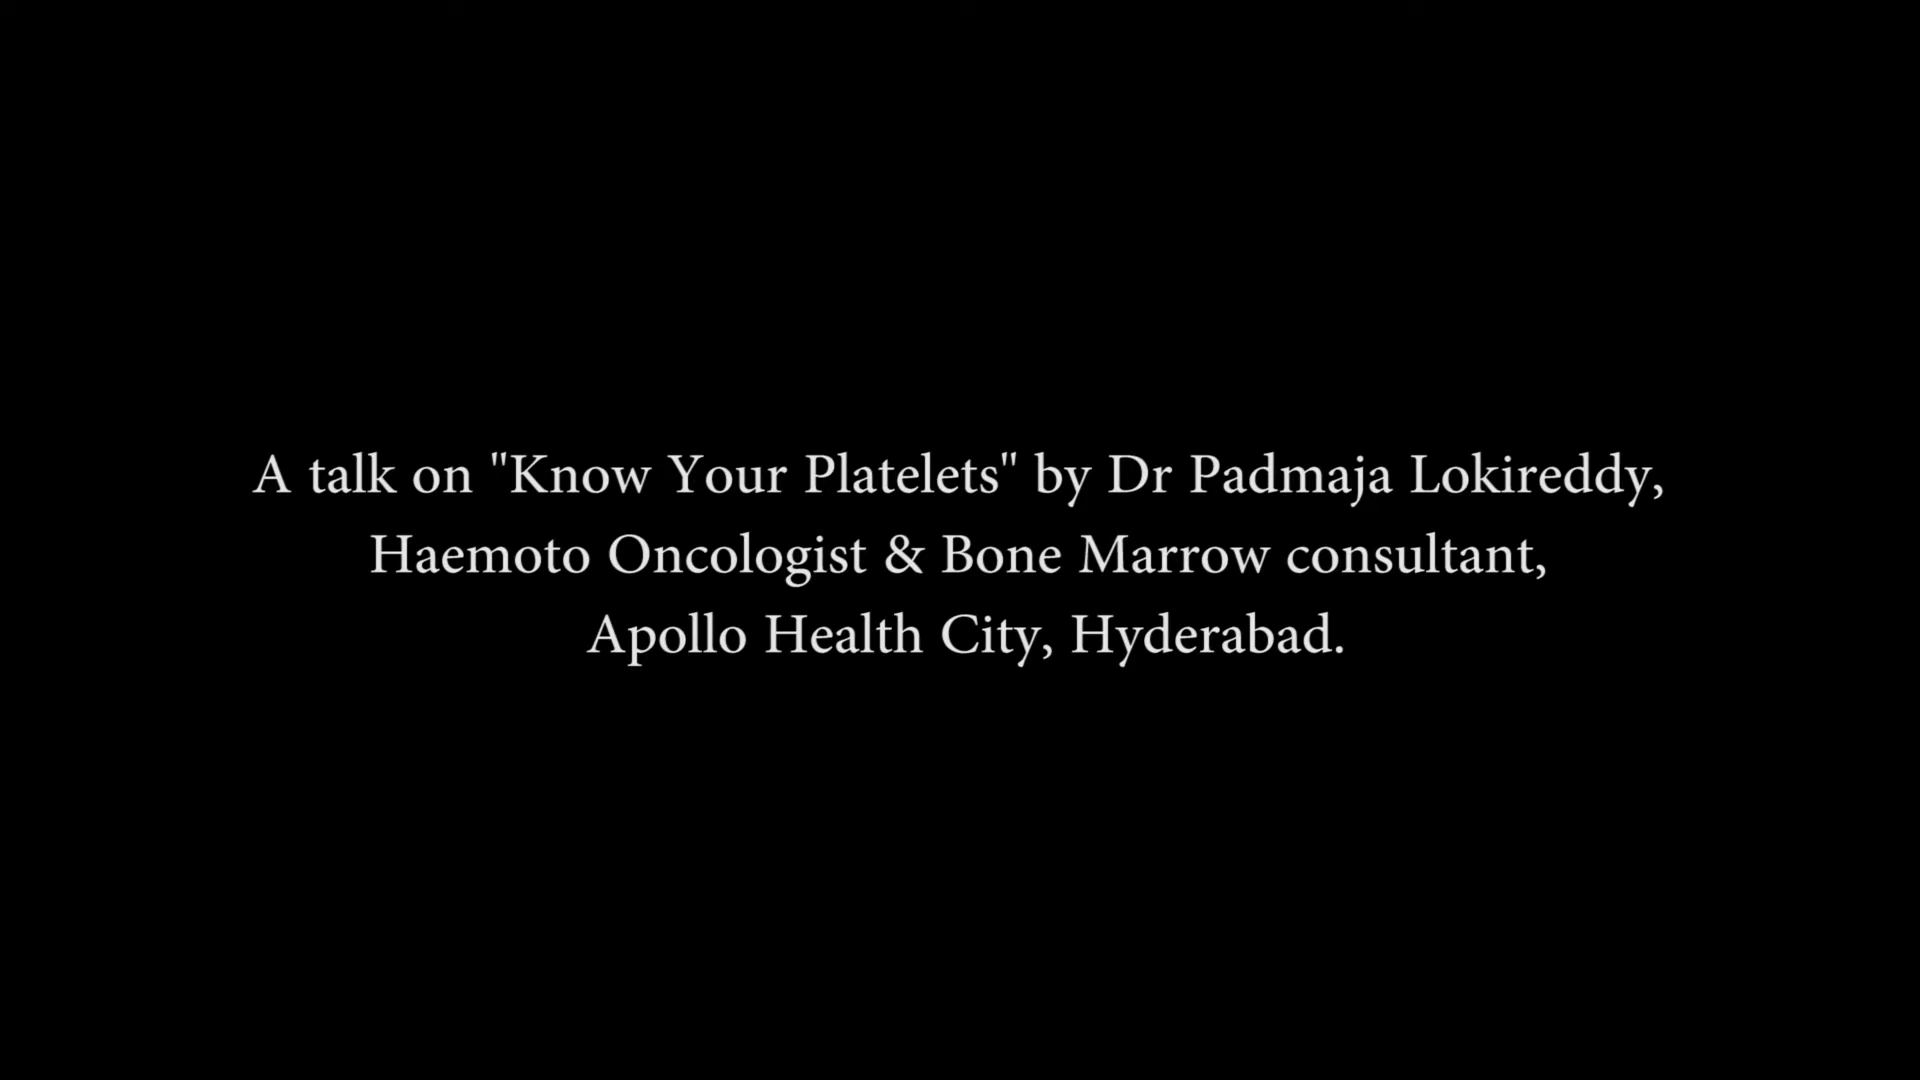 A talk on "Know Your Platelets" by Dr Padmaja Lokireddy,
Haemoto Oncologist & Bone Marrow consultant,
Apollo Health City, Hyderabad.